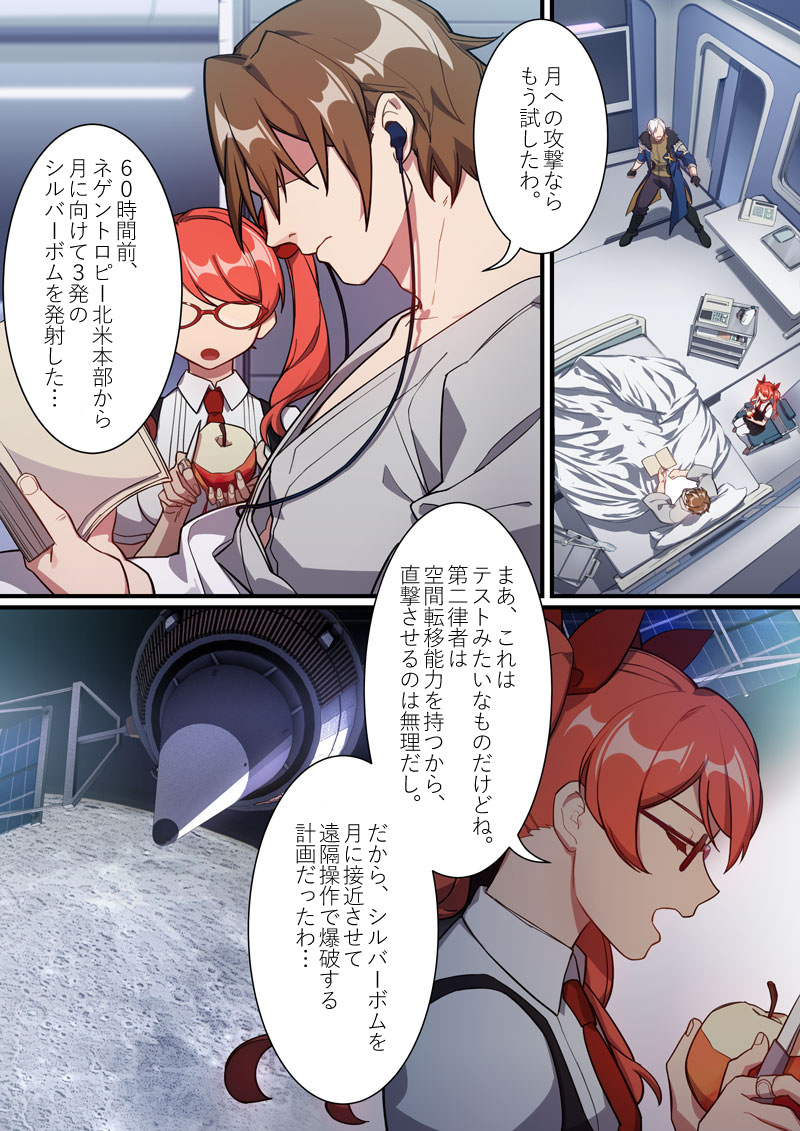 月への攻撃なら
もう試したわ。
60時間前、
ネゲントロピー北米本部から
月に向けて3発の
シルバーボムを発射した…
まあ、これは
テストみたいなものだけどね。
第二律者は
空間転移能力を持つから、
直撃させるのは無理だし。
だから、シルバーボムを
月に接近させて
遠隔操作で爆破する
計画だったわ…